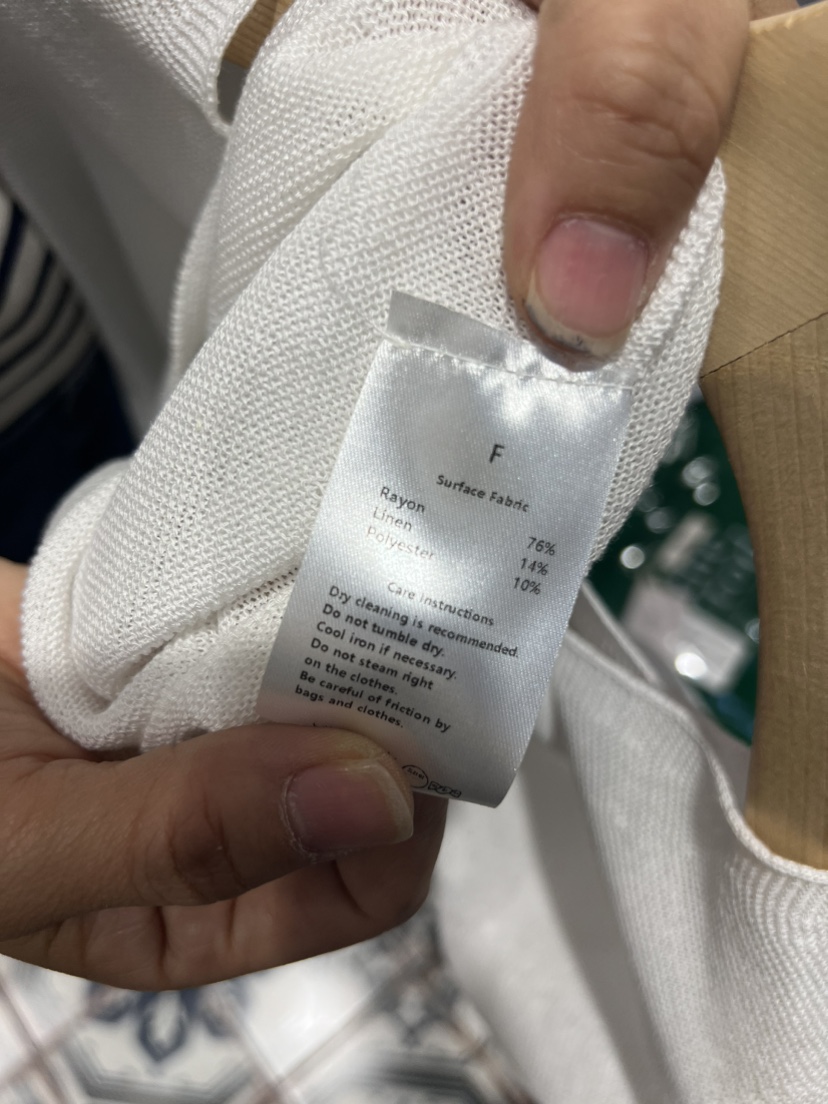 F
Surface Fabric
Rayon 76%
Linen 14%
Polyester 10%
Care Instructions
Dry cleaning is recommended.
Do not tumble dry.
Cool iron if necessary.
Do not steam right
on the clothes.
Be careful of friction by
bags and clothes.